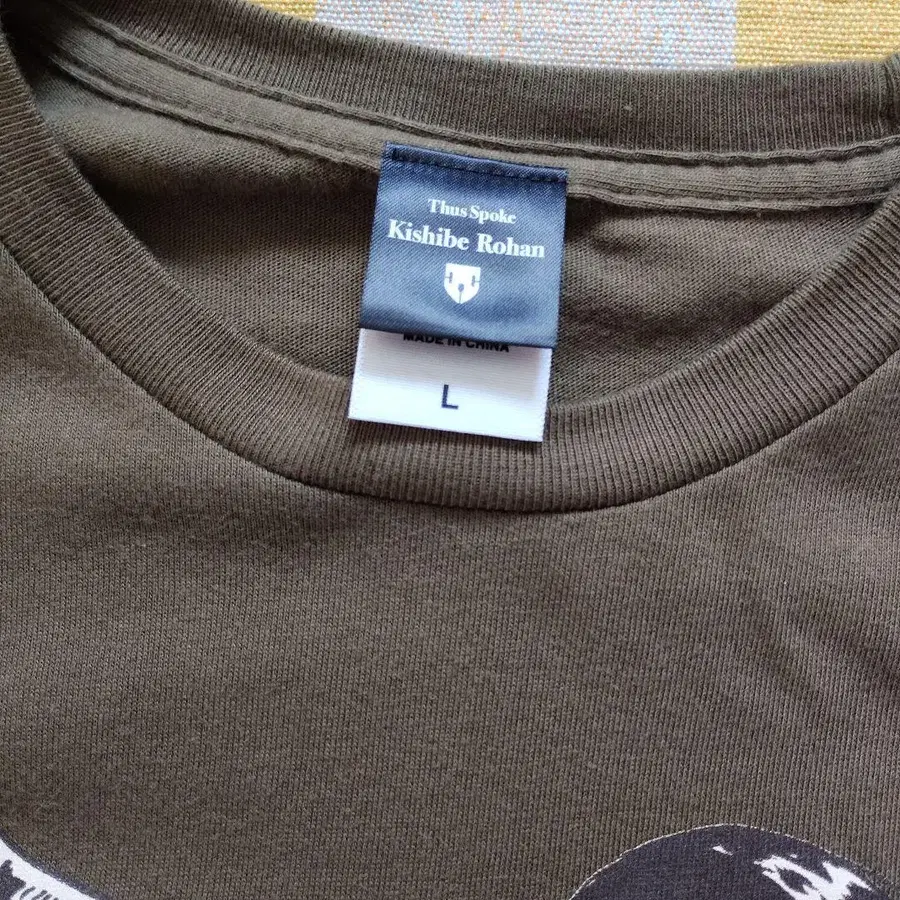 Thus Spoke
Kishibe Rohan
MADE IN CHINA
L